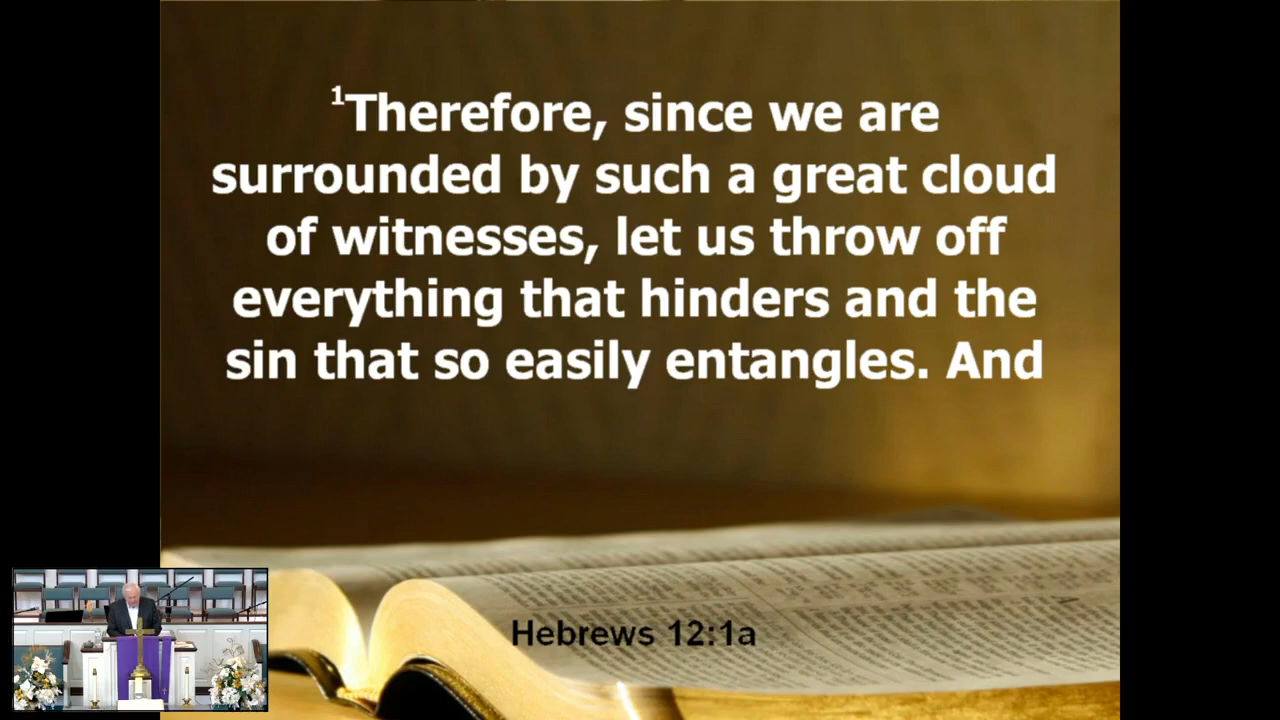 ¹Therefore, since we are
surrounded by such a great cloud
of witnesses, let us throw off
everything that hinders and the
sin that so easily entangles. And
Hebrews 12:1a